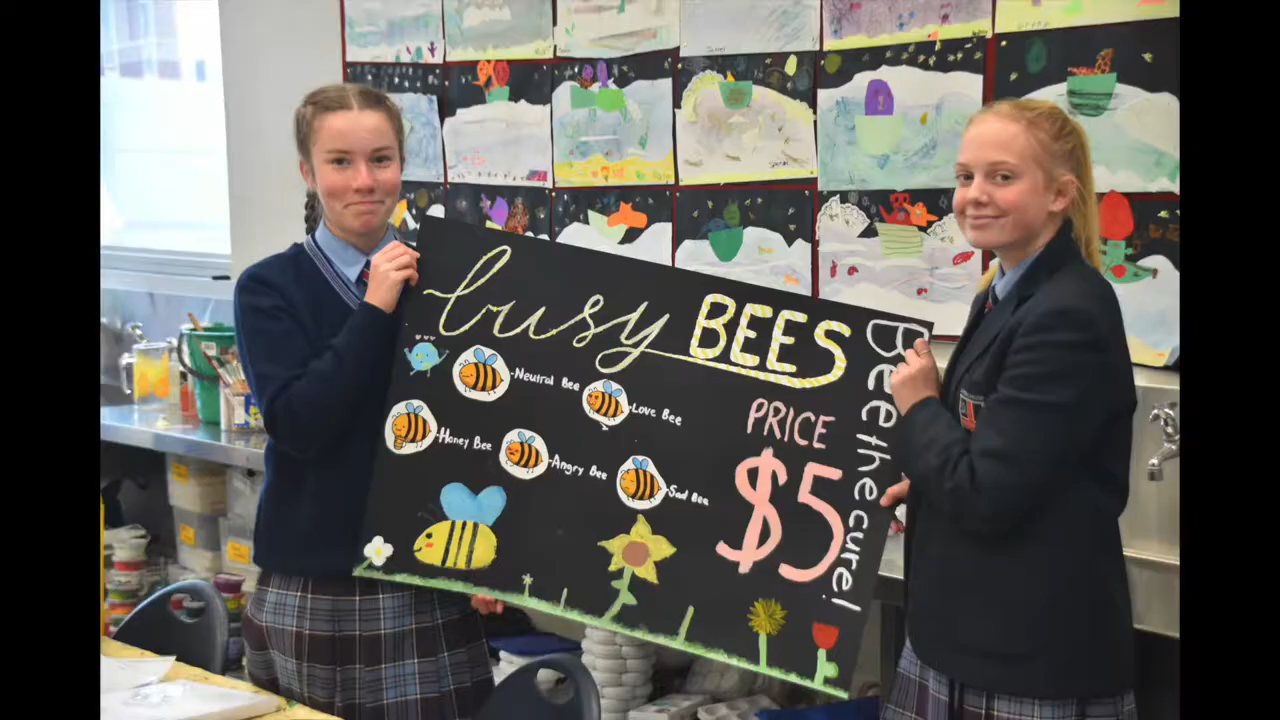 busy BEES
Neutral Bee
Love Bee
Honey Bee
Angry Bee
Sad Bee
PRICE
$5
Bee the cure!